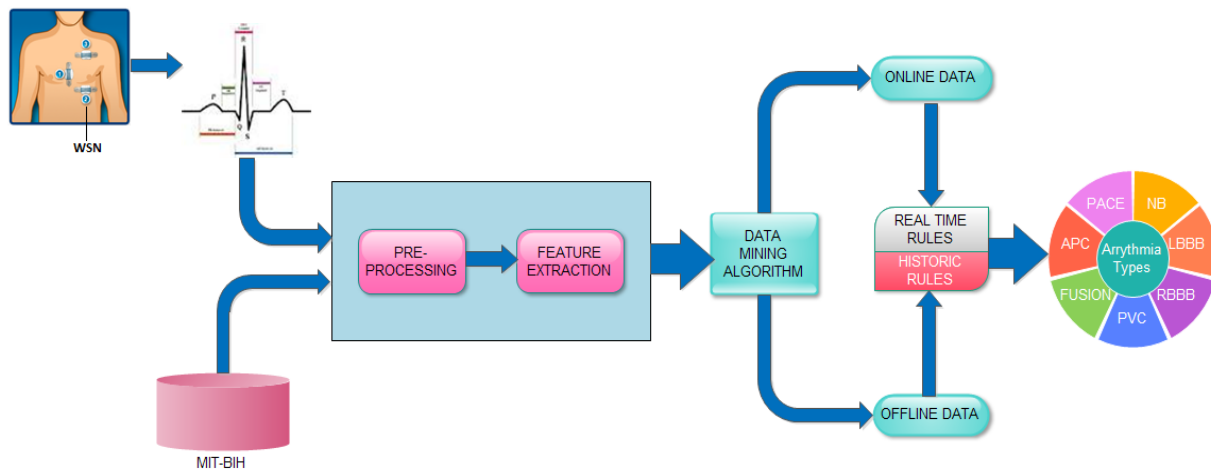 WSN
R
P
T
Q
S
MIT-BIH
PRE-
PROCESSING
FEATURE
EXTRACTION
DATA
MINING
ALGORITHM
ONLINE DATA
REAL TIME
RULES
HISTORIC
RULES
OFFLINE DATA
PACE
NB
APC
LBBB
Arrythmia
Types
FUSION
RBBB
PVC